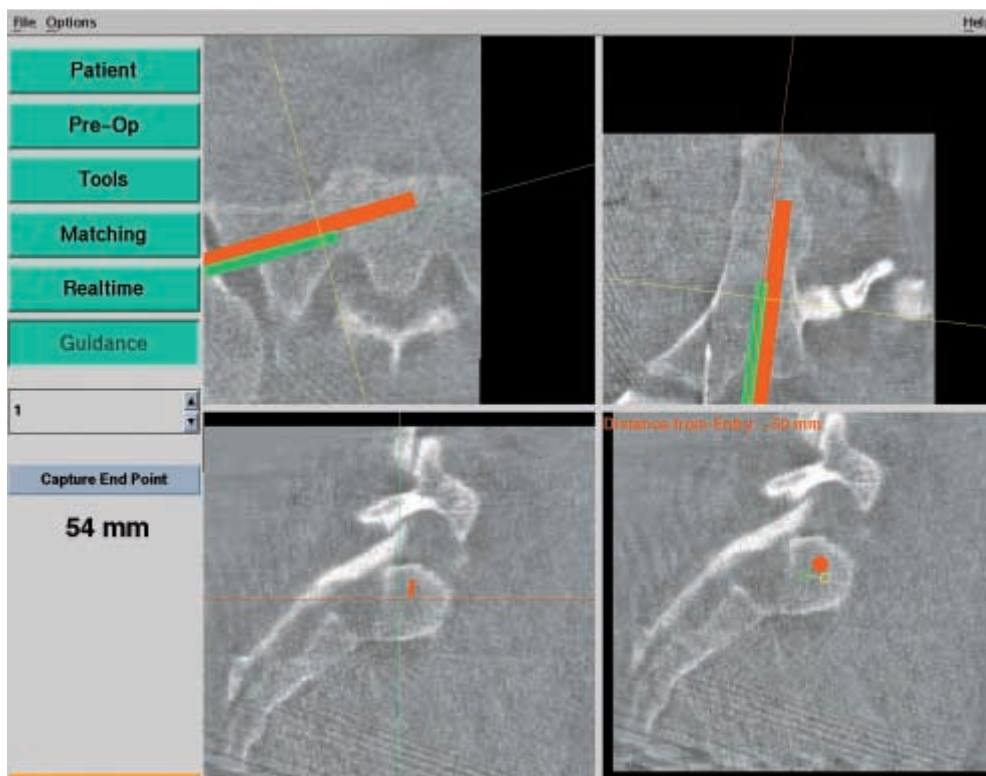 File Options
Help
Patient
Pre-Op
Tools
Matching
Realtime
Guidance
1
Capture End Point
54 mm
Distance from Entry: -50 mm